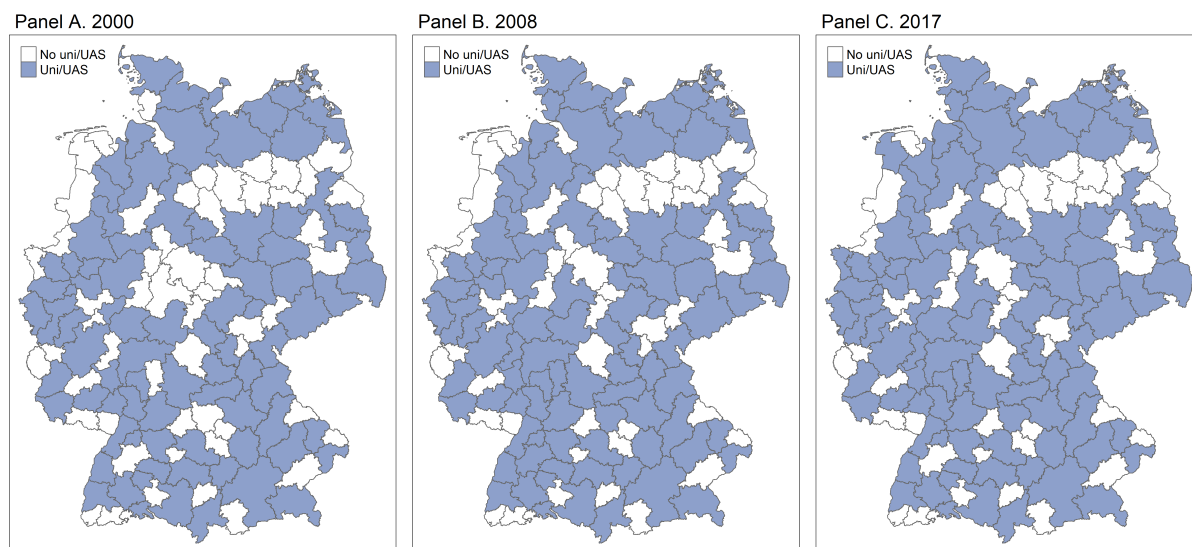 Panel A. 2000
No uni/UAS
Uni/UAS
Panel B. 2008
No uni/UAS
Uni/UAS
Panel C. 2017
No uni/UAS
Uni/UAS